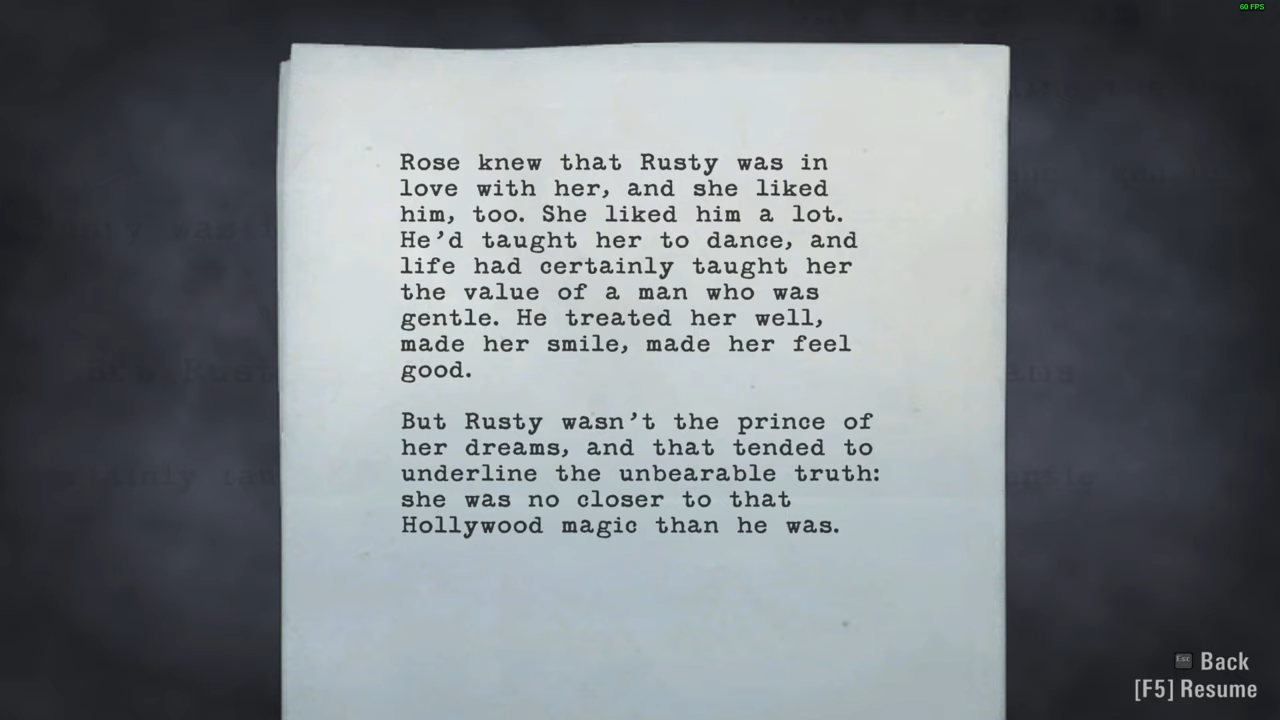 60 FPS
Rose knew that Rusty was in
love with her, and she liked
him, too. She liked him a lot.
He'd taught her to dance, and
life had certainly taught her
the value of a man who was
gentle. He treated her well,
made her smile, made her feel
good.
But Rusty wasn't the prince of
her dreams, and that tended to
underline the unbearable truth:
she was no closer to that
Hollywood magic than he was.
Esc Back
[F5] Resume